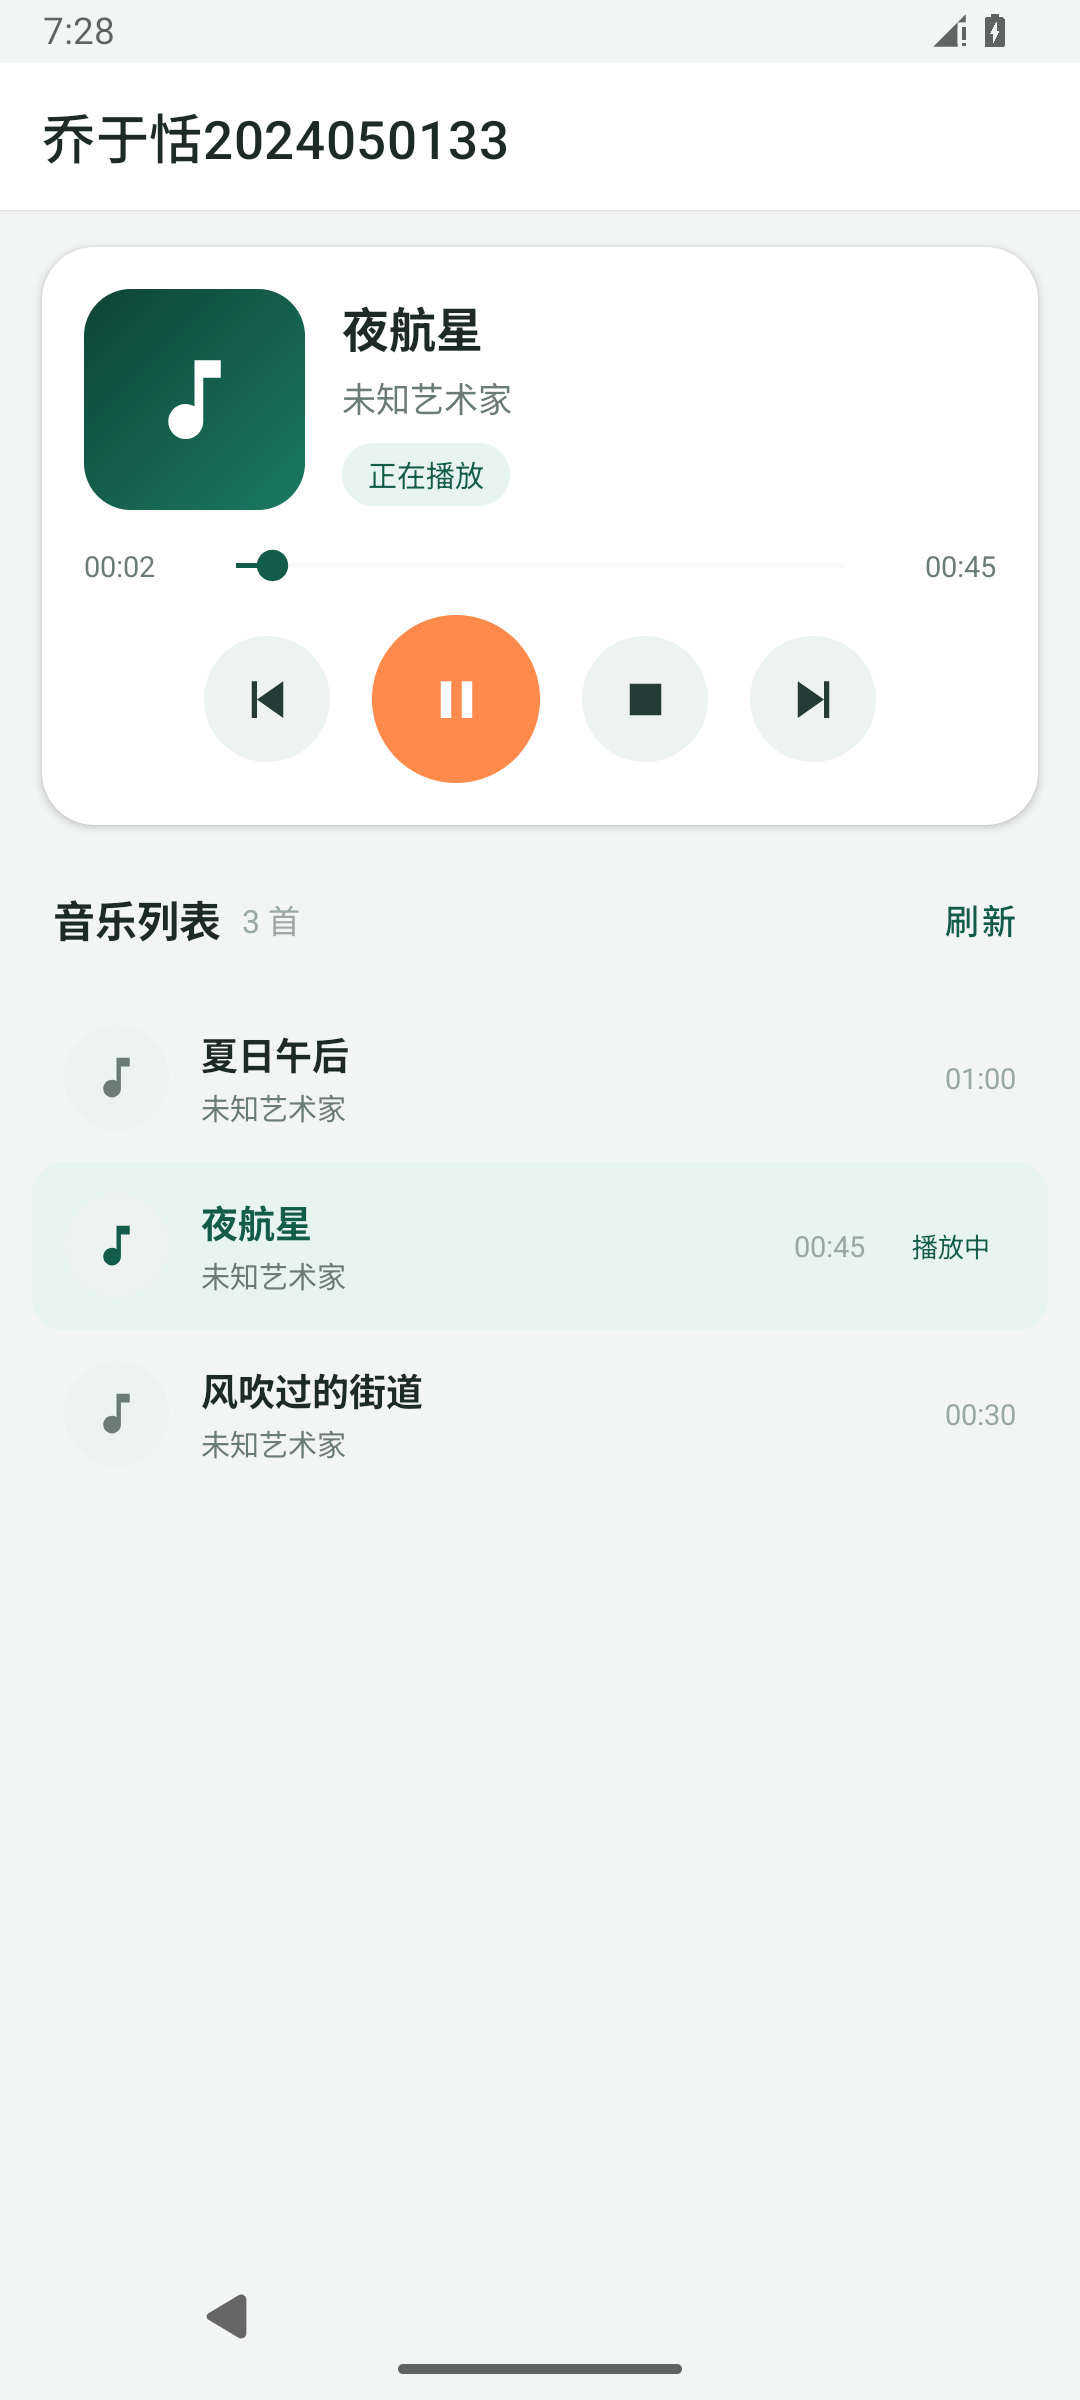 7:28
乔于恬2024050133
夜航星
未知艺术家
正在播放
00:02
00:45
音乐列表 3 首
刷新
夏日午后
未知艺术家
01:00
夜航星
未知艺术家
00:45
播放中
风吹过的街道
未知艺术家
00:30